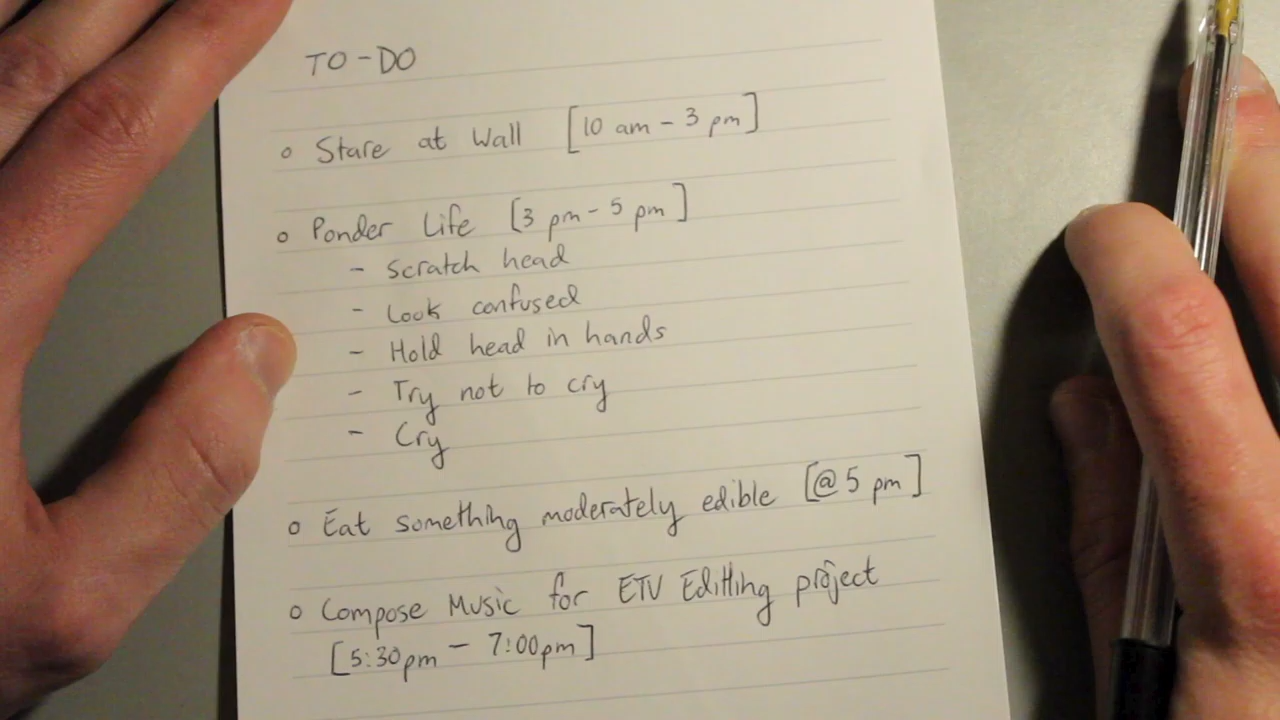 TO-DO
o Stare at Wall [10 am - 3 pm]
o Ponder Life [3 pm - 5 pm]
- Scratch head
- Look confused
- Hold head in hands
- Try not to cry
- Cry
o Eat something moderately edible [@ 5 pm]
o Compose Music for ETV Editting project
[5:30pm - 7:00pm]